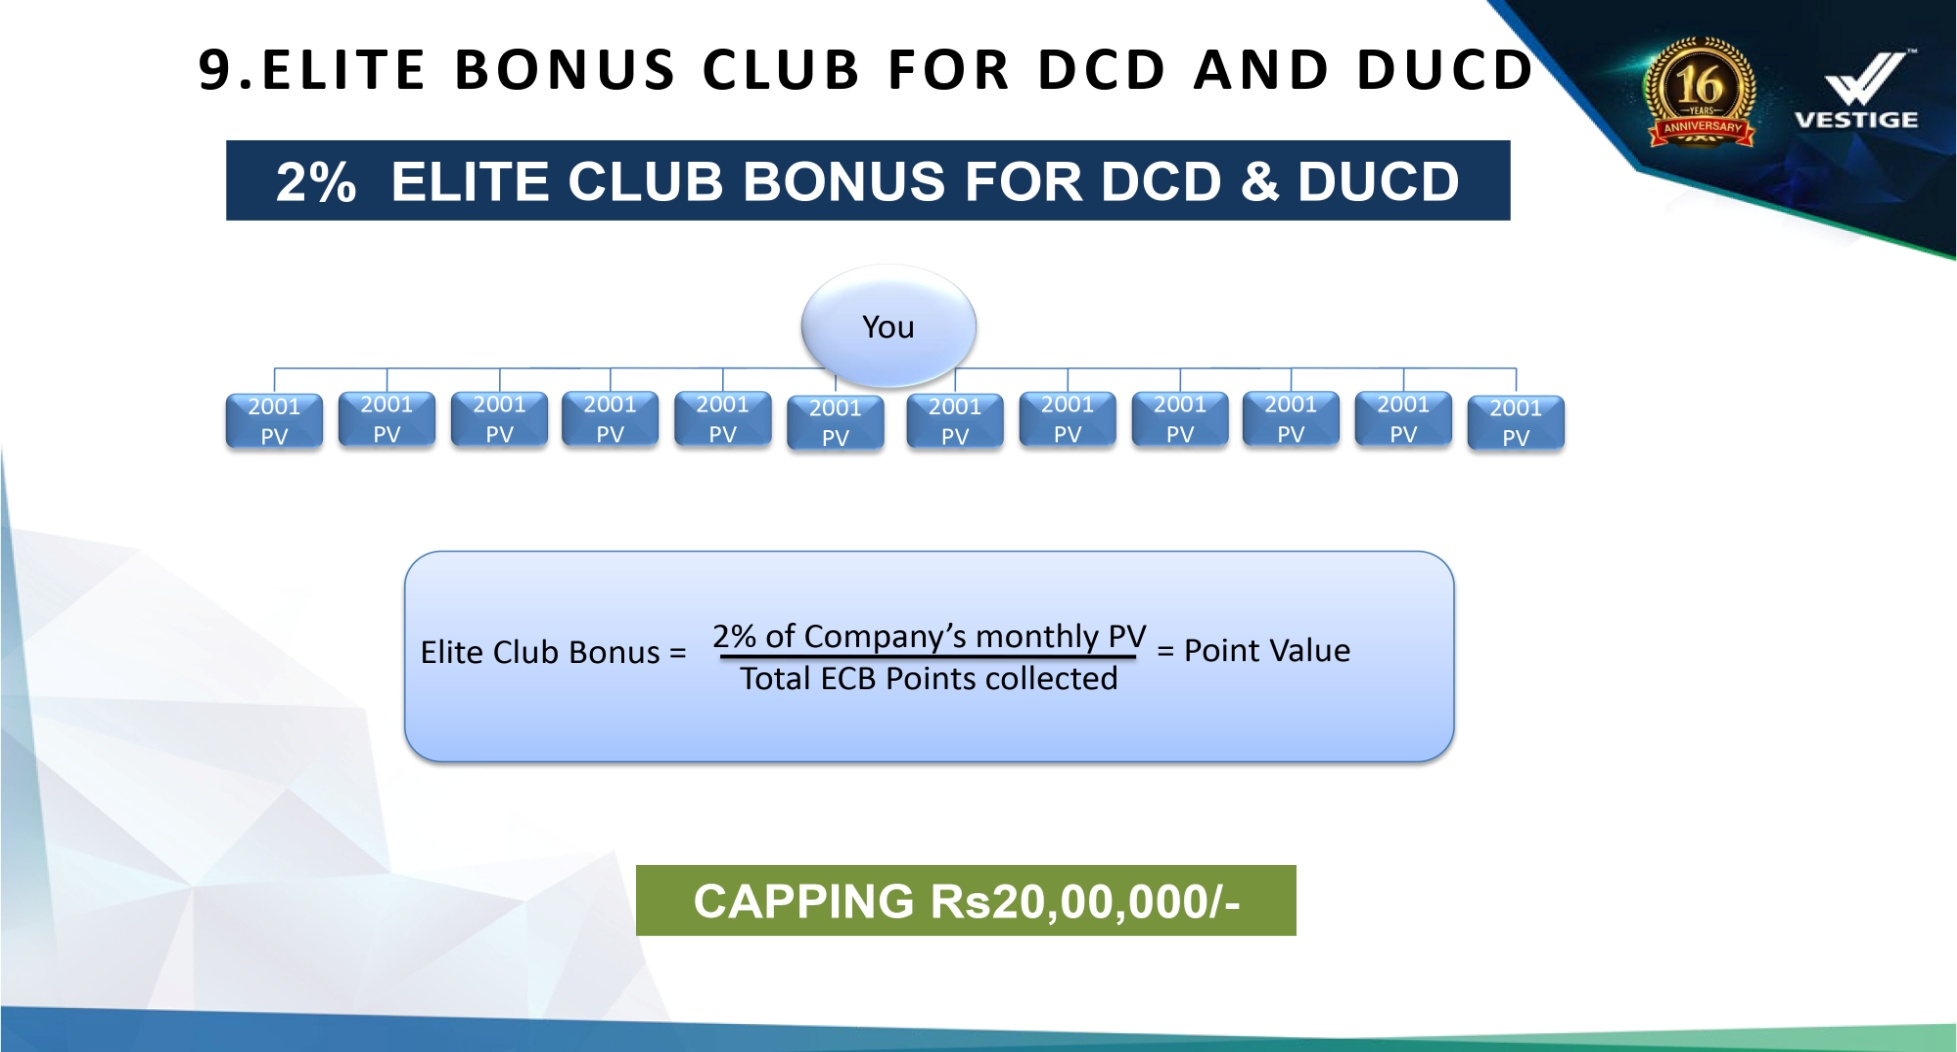 9.ELITE BONUS CLUB FOR DCD AND DUCD
16
YEARS
ANNIVERSARY
VESTIGE™
2% ELITE CLUB BONUS FOR DCD & DUCD
You
2001 PV
2001 PV
2001 PV
2001 PV
2001 PV
2001 PV
2001 PV
2001 PV
2001 PV
2001 PV
2001 PV
2001 PV
Elite Club Bonus = 2% of Company’s monthly PV = Point Value
Total ECB Points collected
CAPPING Rs20,00,000/-